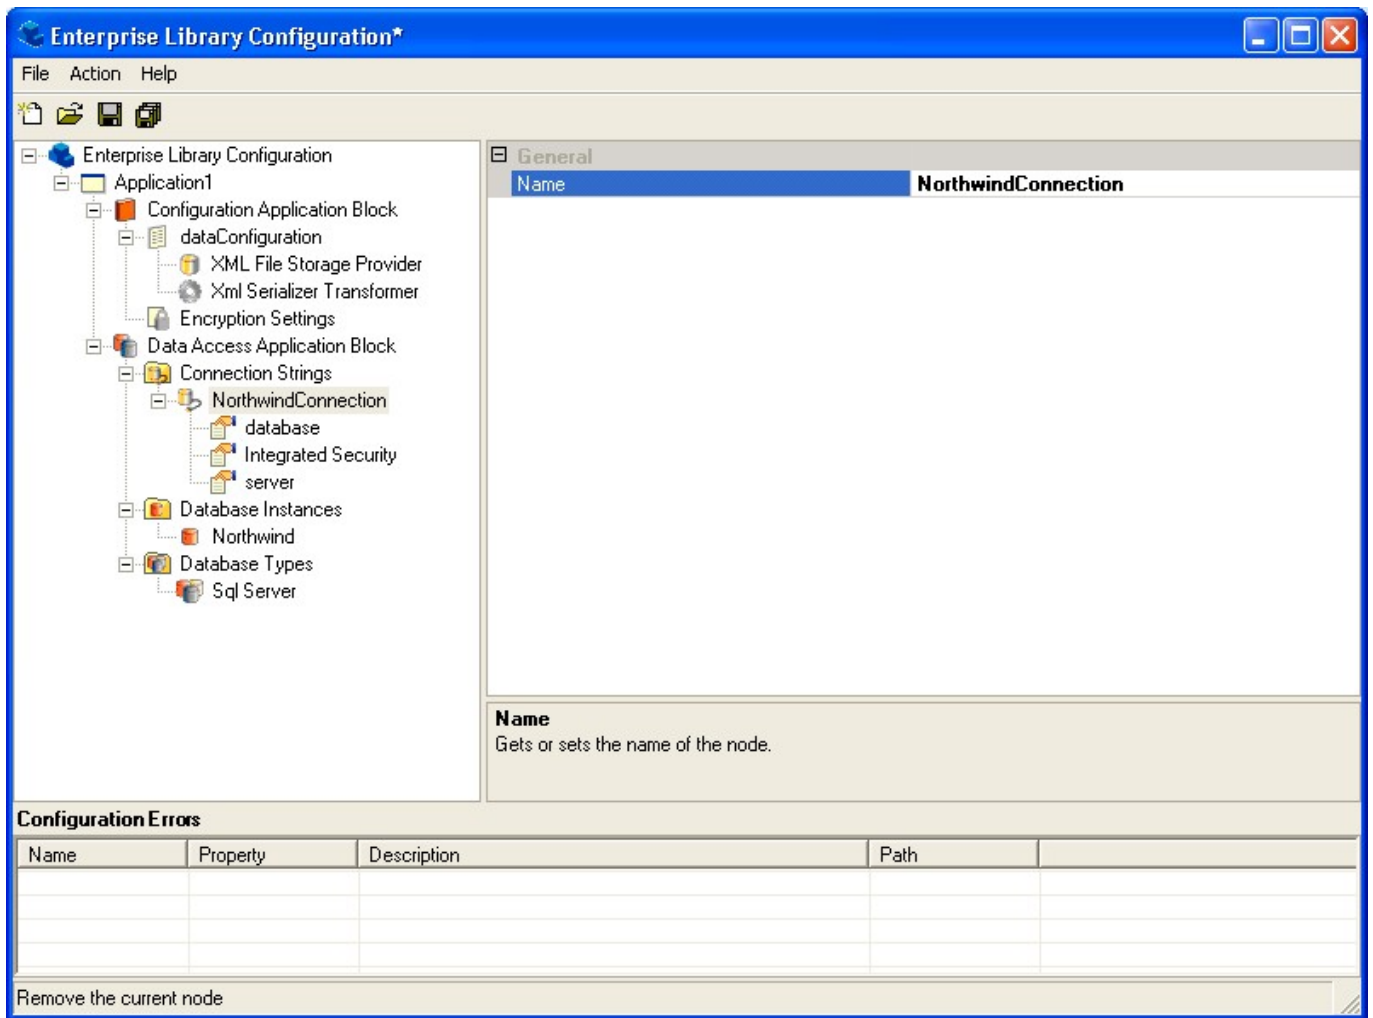 Enterprise Library Configuration*
File Action Help
Enterprise Library Configuration
Application1
Configuration Application Block
dataConfiguration
XML File Storage Provider
Xml Serializer Transformer
Encryption Settings
Data Access Application Block
Connection Strings
NorthwindConnection
database
Integrated Security
server
Database Instances
Northwind
Database Types
Sql Server
General
Name NorthwindConnection
Name
Gets or sets the name of the node.
Configuration Errors
Name Property Description Path
Remove the current node